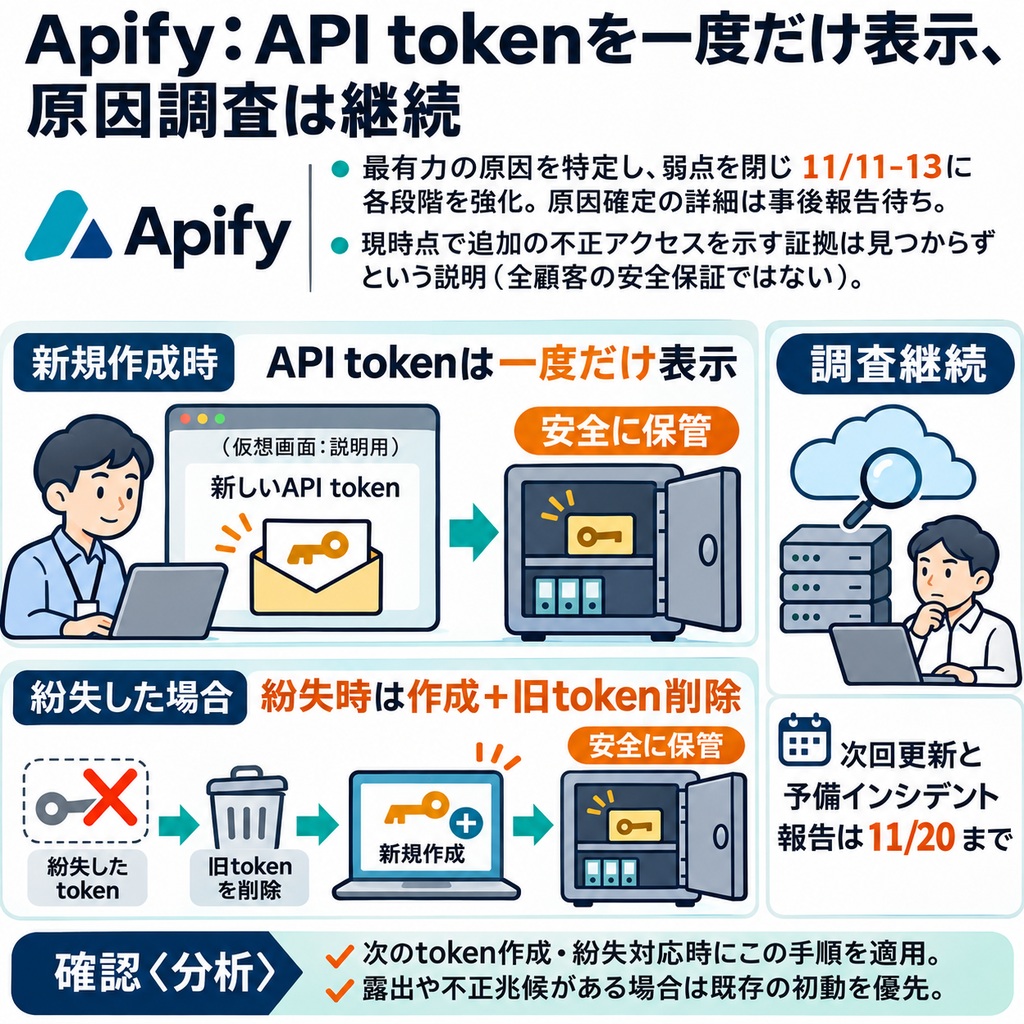 Apify：API tokenを一度だけ表示、
原因調査は継続
Apify
最有力の原因を特定し、弱点を閉じ 11/11–13に
各段階を強化。原因確定の詳細は事後報告待ち。
現時点で追加の不正アクセスを示す証拠は見つからず
という説明（全顧客の安全保証ではない）。
新規作成時
API tokenは一度だけ表示
（仮想画面：説明用）
新しいAPI token
安全に保管
調査継続
紛失した場合
紛失時は作成＋旧token削除
紛失した
token
旧token
を削除
新規作成
安全に保管
次回更新と
予備インシデント
報告は11/20まで
確認〈分析〉
次のtoken作成・紛失対応時にこの手順を適用。
露出や不正兆候がある場合は既存の初動を優先。